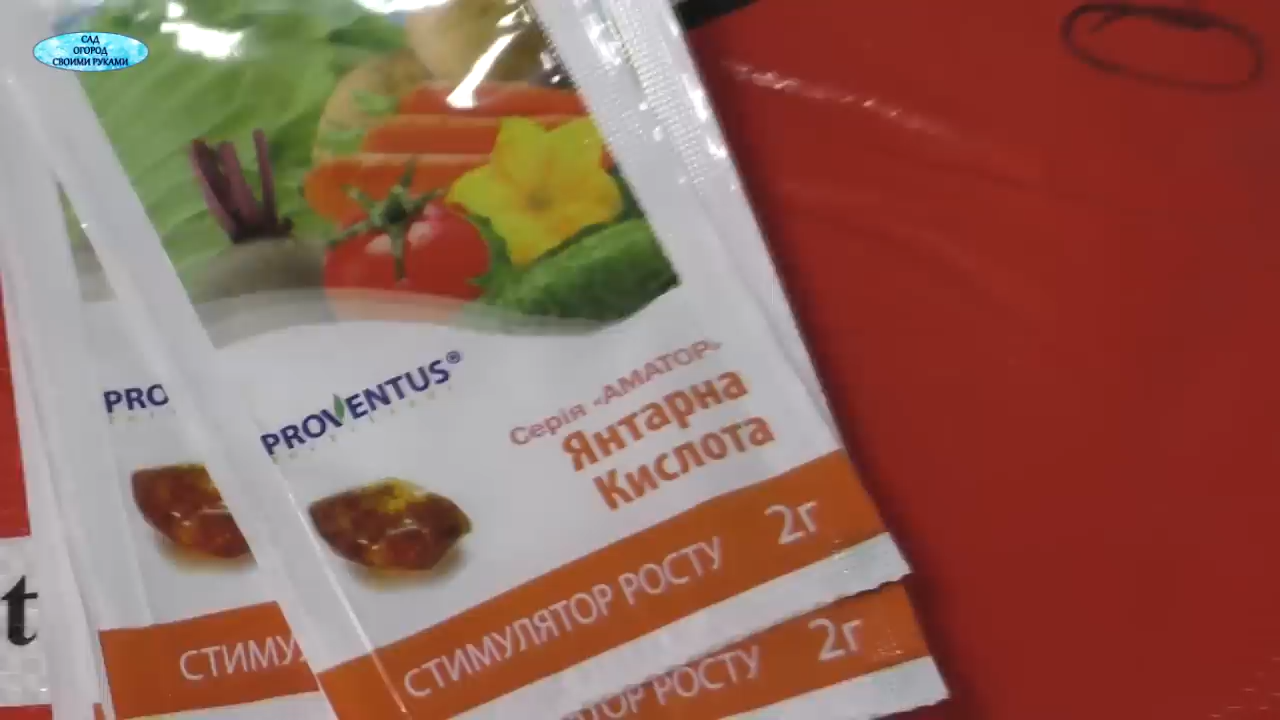 САД
ОГОРОД
СВОИМИ РУКАМИ
PROVENTUS®
Серія «АМАТОР»
Янтарна
Кислота
2г
СТИМУЛЯТОР РОСТУ
PRO
СТИМУ
2г
ТОР РОСТУ
t